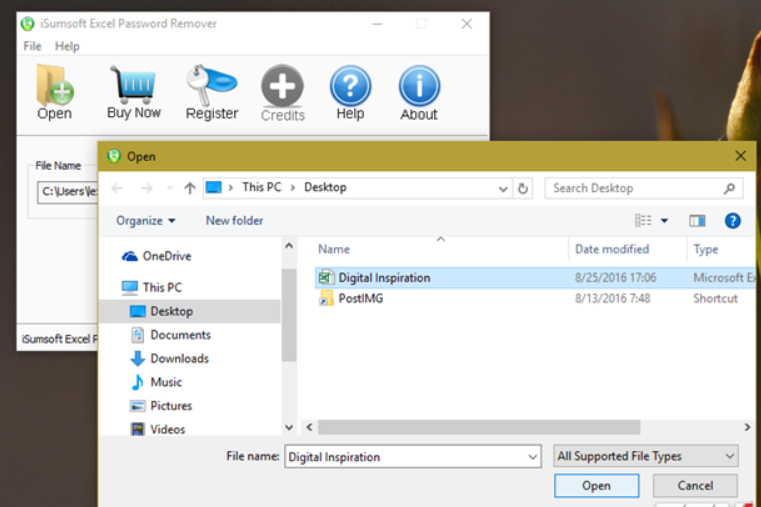 iSumsoft Excel Password Remover
File Help
Open Buy Now Register Credits Help About
File Name
C:\Users\le
iSumsoft Excel P
Open
This PC > Desktop
Search Desktop
Organize New folder
Name Date modified Type
OneDrive
This PC
Desktop
Documents
Downloads
Music
Pictures
Videos
Digital Inspiration 8/25/2016 17:06 Microsoft Ex
PostIMG 8/13/2016 7:48 Shortcut
File name: Digital Inspiration All Supported File Types
Open Cancel